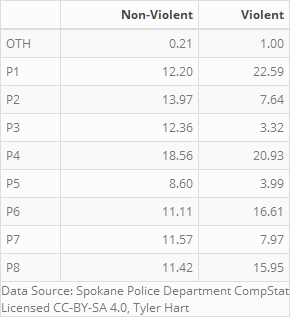 Non-Violent Violent
OTH 0.21 1.00
P1 12.20 22.59
P2 13.97 7.64
P3 12.36 3.32
P4 18.56 20.93
P5 8.60 3.99
P6 11.11 16.61
P7 11.57 7.97
P8 11.42 15.95
Data Source: Spokane Police Department CompStat
Licensed CC-BY-SA 4.0, Tyler Hart